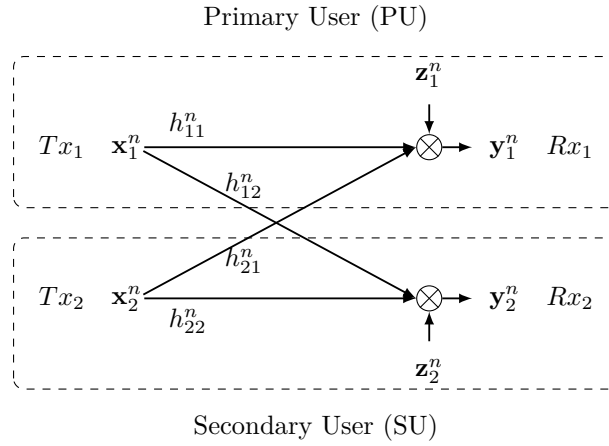 Primary User (PU)
z₁ⁿ
h₁₁ⁿ
Tx₁ x₁ⁿ y₁ⁿ Rx₁
h₁₂ⁿ
h₂₁ⁿ
Tx₂ x₂ⁿ y₂ⁿ Rx₂
h₂₂ⁿ
z₂ⁿ
Secondary User (SU)